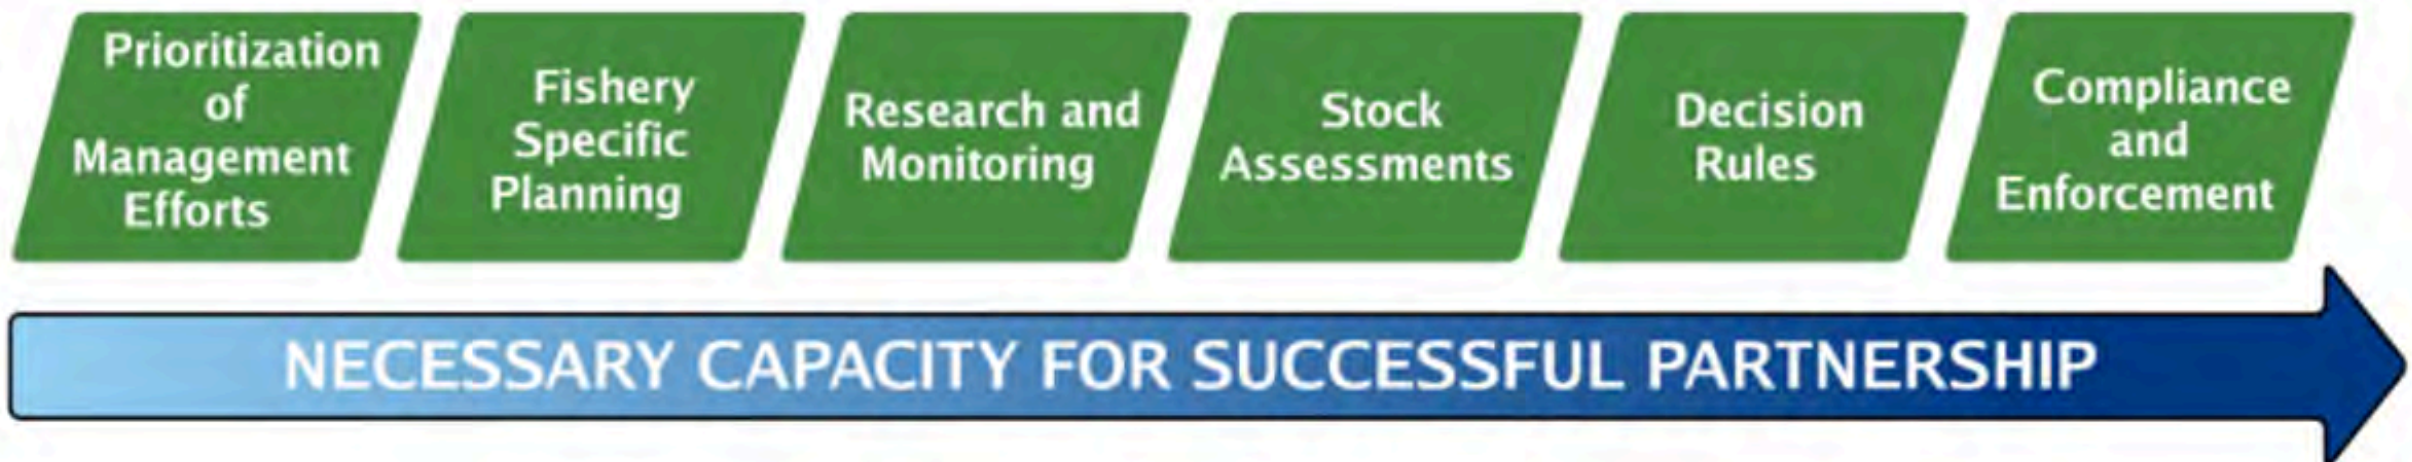 Prioritization
of
Management
Efforts
Fishery
Specific
Planning
Research and
Monitoring
Stock
Assessments
Decision
Rules
Compliance
and
Enforcement
NECESSARY CAPACITY FOR SUCCESSFUL PARTNERSHIP